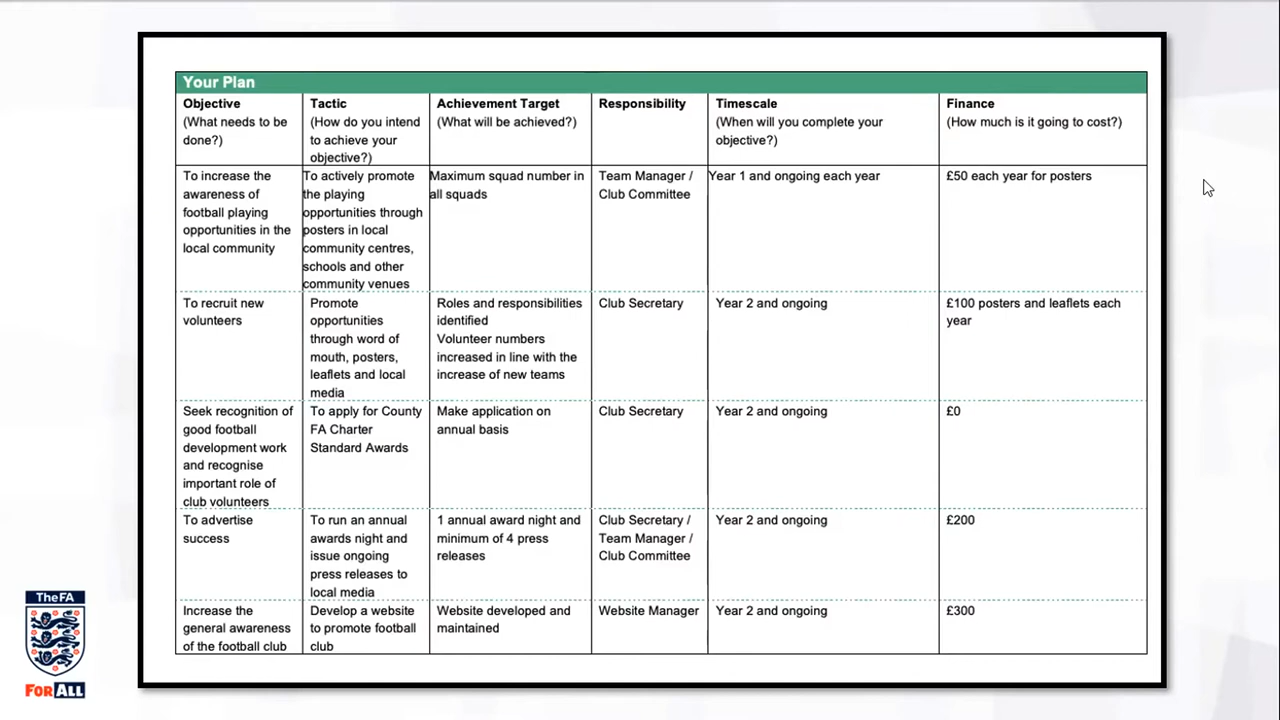 Your Plan
Objective
(What needs to be
done?)
Tactic
(How do you intend
to achieve your
objective?)
Achievement Target
(What will be achieved?)
Responsibility
Timescale
(When will you complete your
objective?)
Finance
(How much is it going to cost?)
To increase the
awareness of
football playing
opportunities in the
local community
To actively promote
the playing
opportunities through
posters in local
community centres,
schools and other
community venues
Maximum squad number in
all squads
Team Manager /
Club Committee
Year 1 and ongoing each year
£50 each year for posters
To recruit new
volunteers
Promote
opportunities
through word of
mouth, posters,
leaflets and local
media
Roles and responsibilities
identified
Volunteer numbers
increased in line with the
increase of new teams
Club Secretary
Year 2 and ongoing
£100 posters and leaflets each
year
Seek recognition of
good football
development work
and recognise
important role of
club volunteers
To apply for County
FA Charter
Standard Awards
Make application on
annual basis
Club Secretary
Year 2 and ongoing
£0
To advertise
success
To run an annual
awards night and
issue ongoing
press releases to
local media
1 annual award night and
minimum of 4 press
releases
Club Secretary /
Team Manager /
Club Committee
Year 2 and ongoing
£200
Increase the
general awareness
of the football club
Develop a website
to promote football
club
Website developed and
maintained
Website Manager
Year 2 and ongoing
£300
TheFA
ForAll